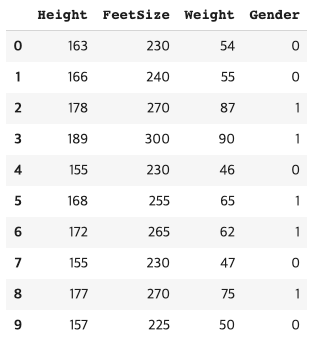 Height FeetSize Weight Gender
0 163 230 54 0
1 166 240 55 0
2 178 270 87 1
3 189 300 90 1
4 155 230 46 0
5 168 255 65 1
6 172 265 62 1
7 155 230 47 0
8 177 270 75 1
9 157 225 50 0